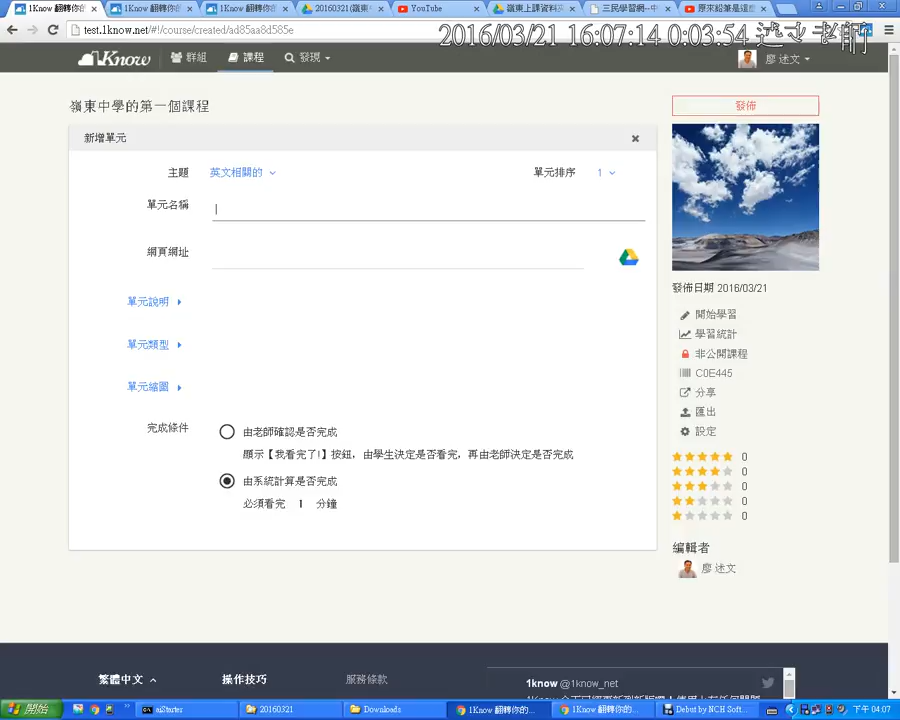 1Know 翻轉你的
1Know 翻轉你的
1Know 翻轉你的
20160321(嶺東
YouTube
嶺東上課資料
三民學習網--中
原來鉛筆是這
test.1know.net/#!/course/created/ad85aa8d585e
2016/03/21 16:07:14 0:03:54 述文老師
1Know
群組
課程
發現
廖 述文
嶺東中學的第一個課程
新增單元
主題 英文相關的
單元排序 1
單元名稱
網頁網址
單元說明
單元類型
單元縮圖
完成條件
由老師確認是否完成
顯示【我看完了!】按鈕, 由學生決定是否看完, 再由老師決定是否完成
由系統計算是否完成
必須看完 1 分鐘
發佈
發佈日期 2016/03/21
開始學習
學習統計
非公開課程
C0E445
分享
匯出
設定
0
0
0
0
0
編輯者
廖 述文
繁體中文
操作技巧
服務條款
1know @1know_net
開始
aiStarter
20160321
Downloads
1Know 翻轉你的...
1Know 翻轉你的...
Debut by NCH Soft...
下午 04:07